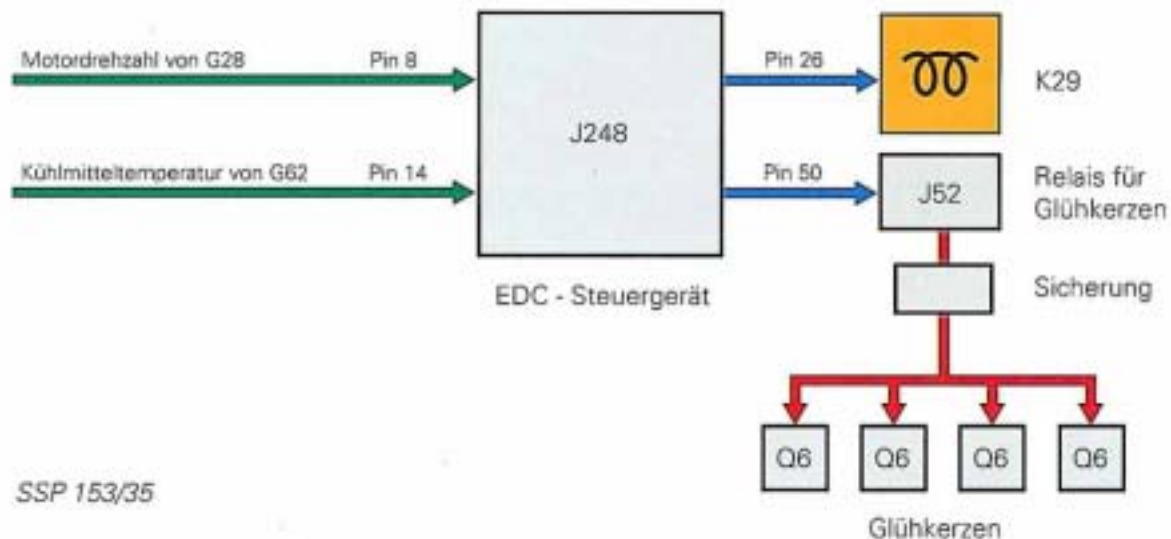 Motordrehzahl von G28 Pin 8
Kühlmitteltemperatur von G62 Pin 14
J248
EDC - Steuergerät
Pin 26
K29
Pin 50
J52
Relais für
Glühkerzen
Sicherung
Q6 Q6 Q6 Q6
Glühkerzen
SSP 153/35